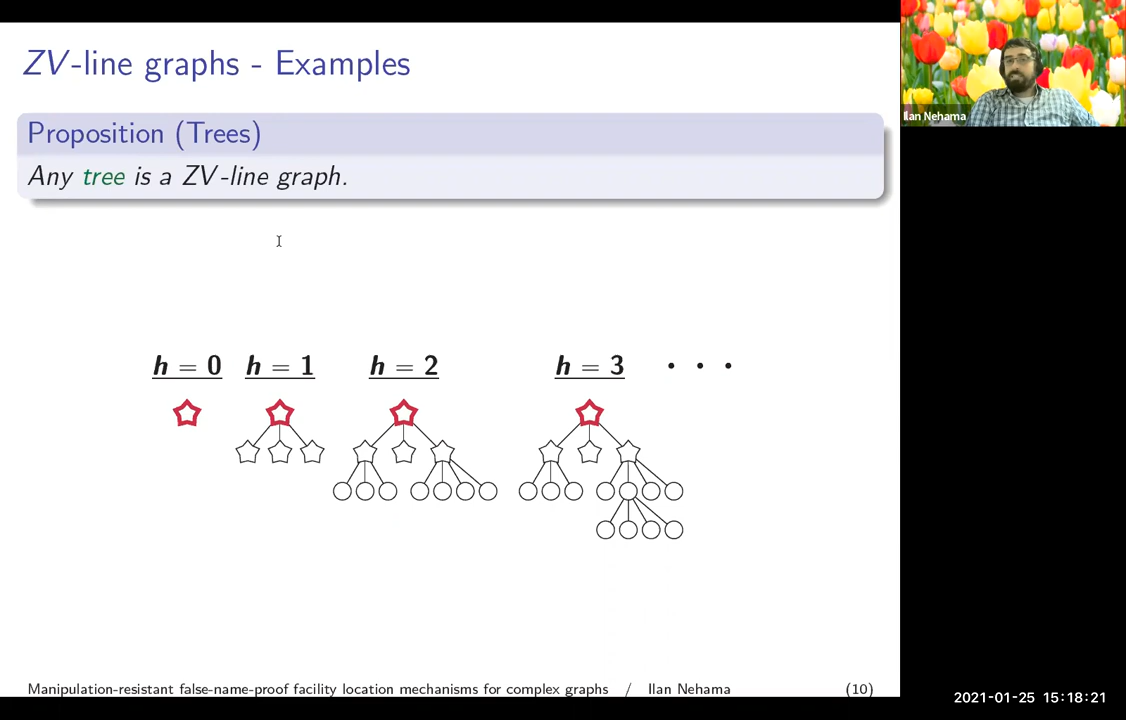 ZV-line graphs - Examples
Proposition (Trees)
Any tree is a ZV-line graph.
h = 0 h = 1 h = 2 h = 3 • • •
Manipulation-resistant false-name-proof facility location mechanisms for complex graphs / Ilan Nehama (10)
Ilan Nehama
2021-01-25 15:18:21